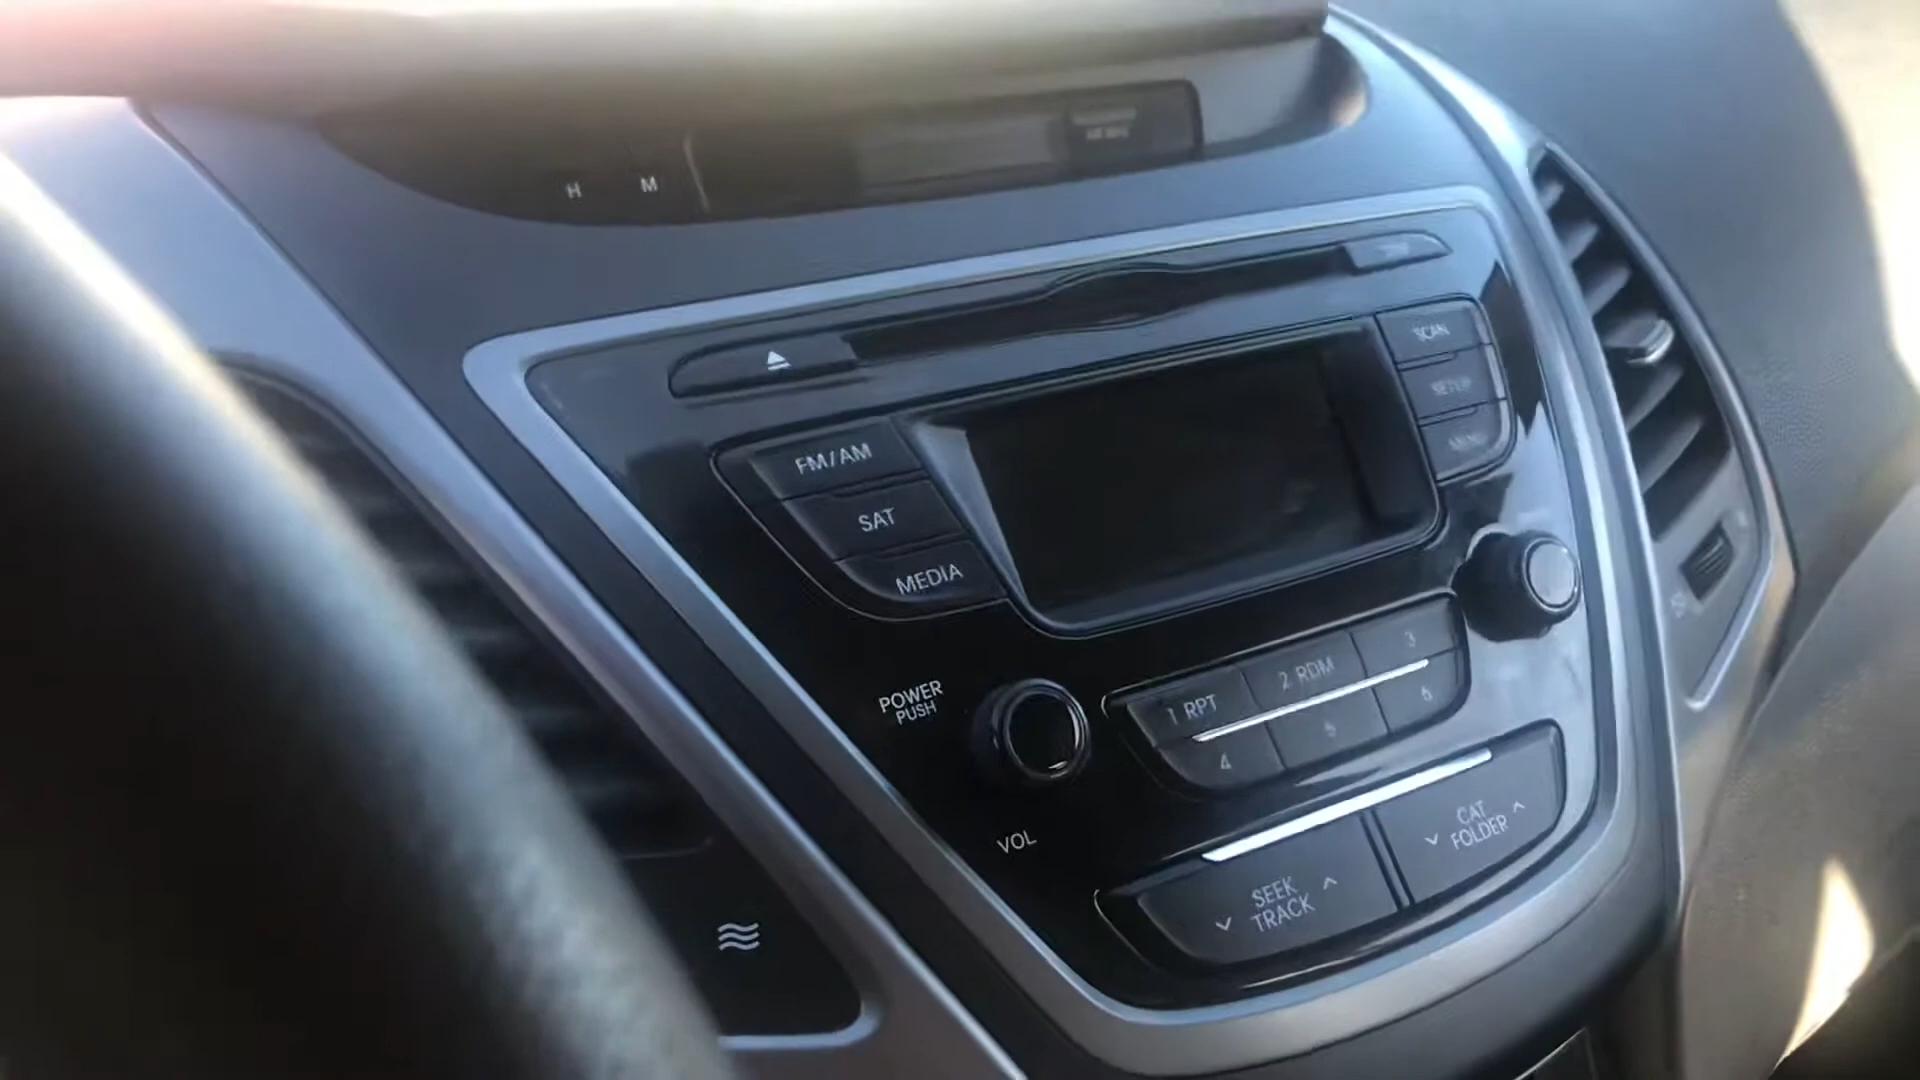 H M
SCAN
SETUP
FM/AM
SAT
MEDIA
3
2 RDM
1 RPT
6
5
4
POWER
PUSH
VOL
CAT
FOLDER
SEEK
TRACK